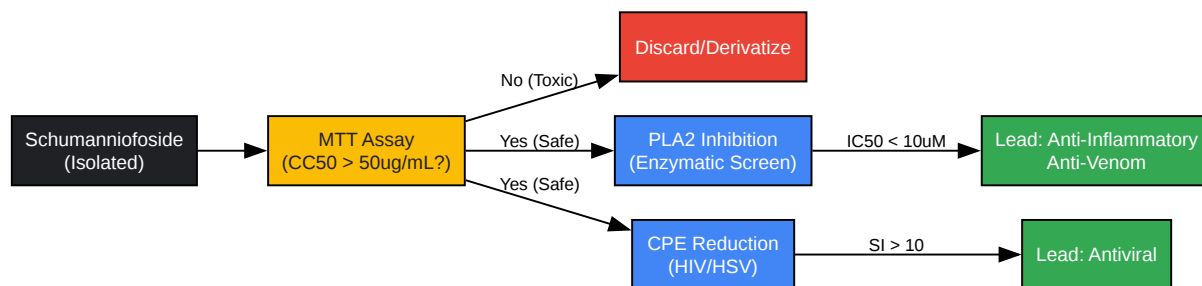 Discard/Derivatize
No (Toxic)
Schumanniofoside
(Isolated)
MTT Assay
(CC50 > 50ug/mL?)
Yes (Safe)
PLA2 Inhibition
(Enzymatic Screen)
IC50 < 10uM
Lead: Anti-Inflammatory
Anti-Venom
Yes (Safe)
CPE Reduction
(HIV/HSV)
SI > 10
Lead: Antiviral